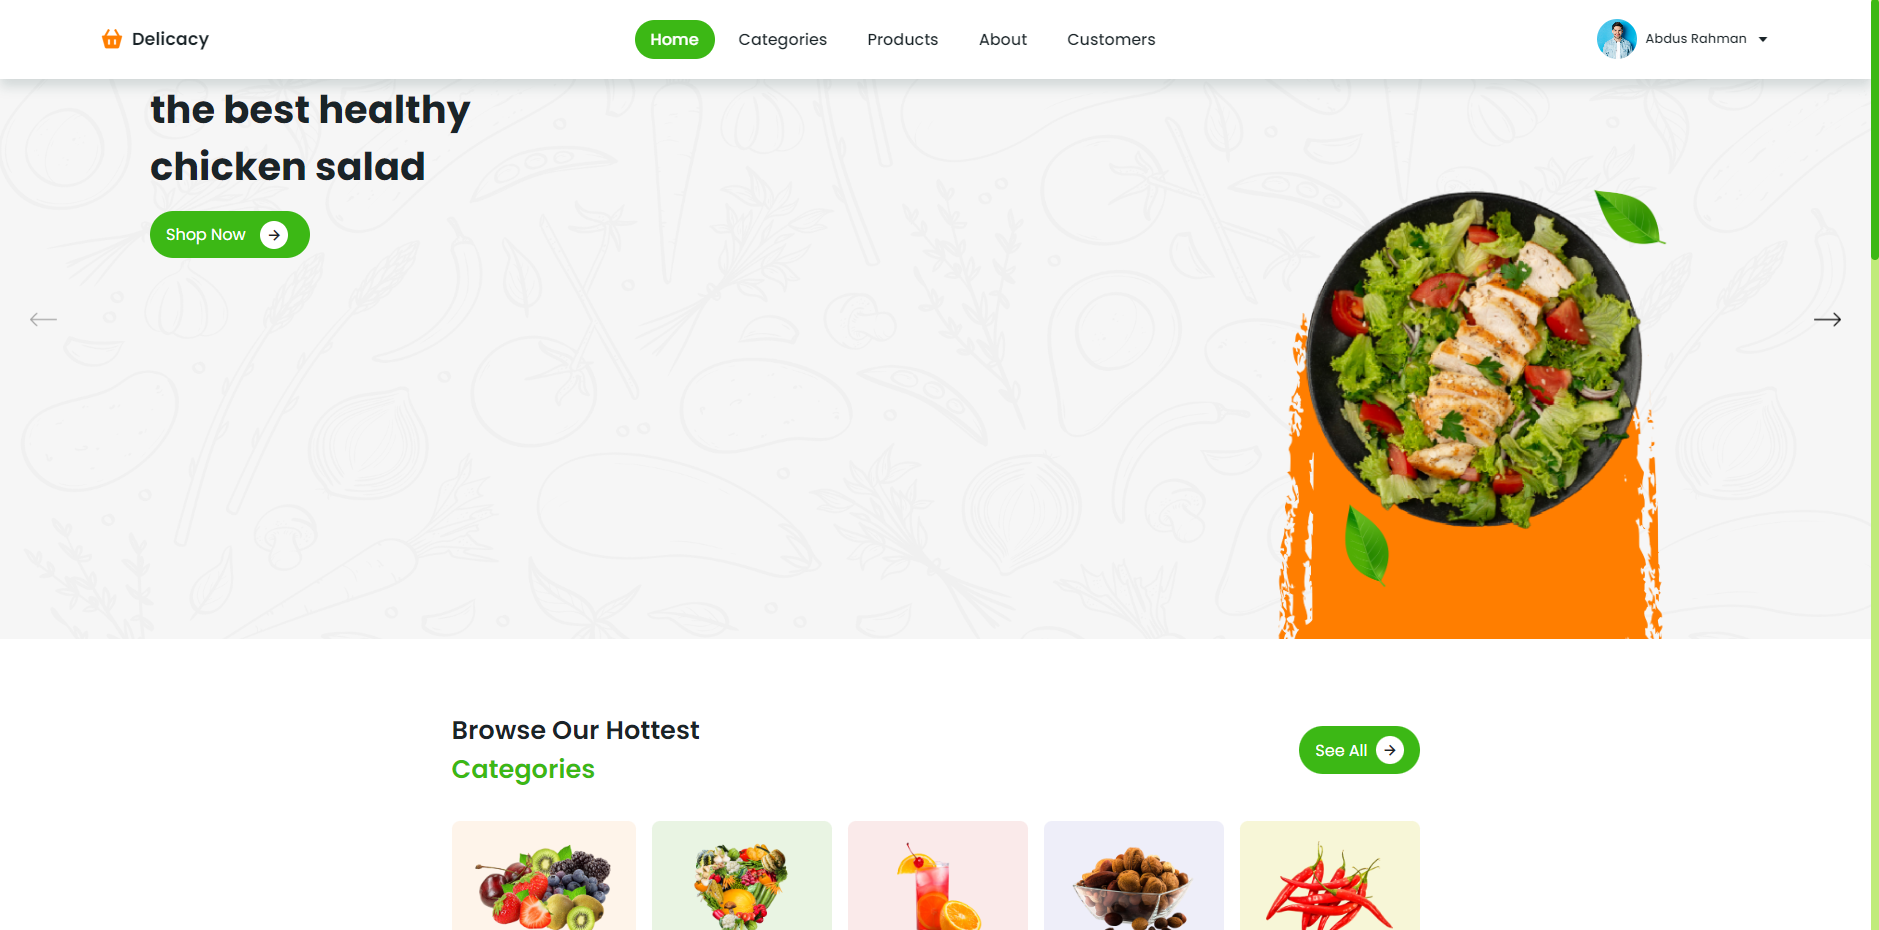 Delicacy
Home
Categories
Products
About
Customers
Abdus Rahman
the best healthy
chicken salad
Shop Now
Browse Our Hottest
Categories
See All